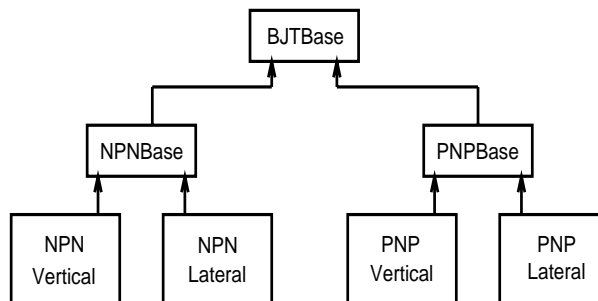 BJTBase
NPNBase
PNPBase
NPN
Vertical
NPN
Lateral
PNP
Vertical
PNP
Lateral